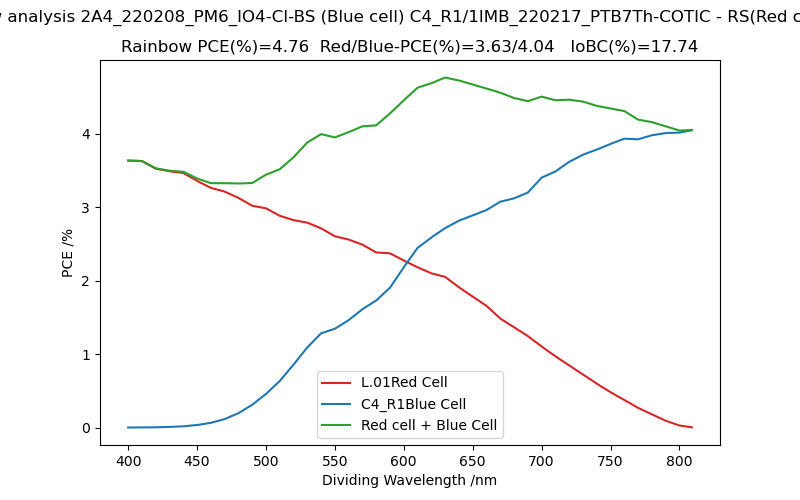 analysis 2A4_220208_PM6_IO4-Cl-BS (Blue cell) C4_R1/1IMB_220217_PTB7Th-COTIC - RS(Red
Rainbow PCE(%)=4.76 Red/Blue-PCE(%)=3.63/4.04 IoBC(%)=17.74
PCE /%
4
3
2
1
0
L.01Red Cell
C4_R1Blue Cell
Red cell + Blue Cell
400 450 500 550 600 650 700 750 800
Dividing Wavelength /nm